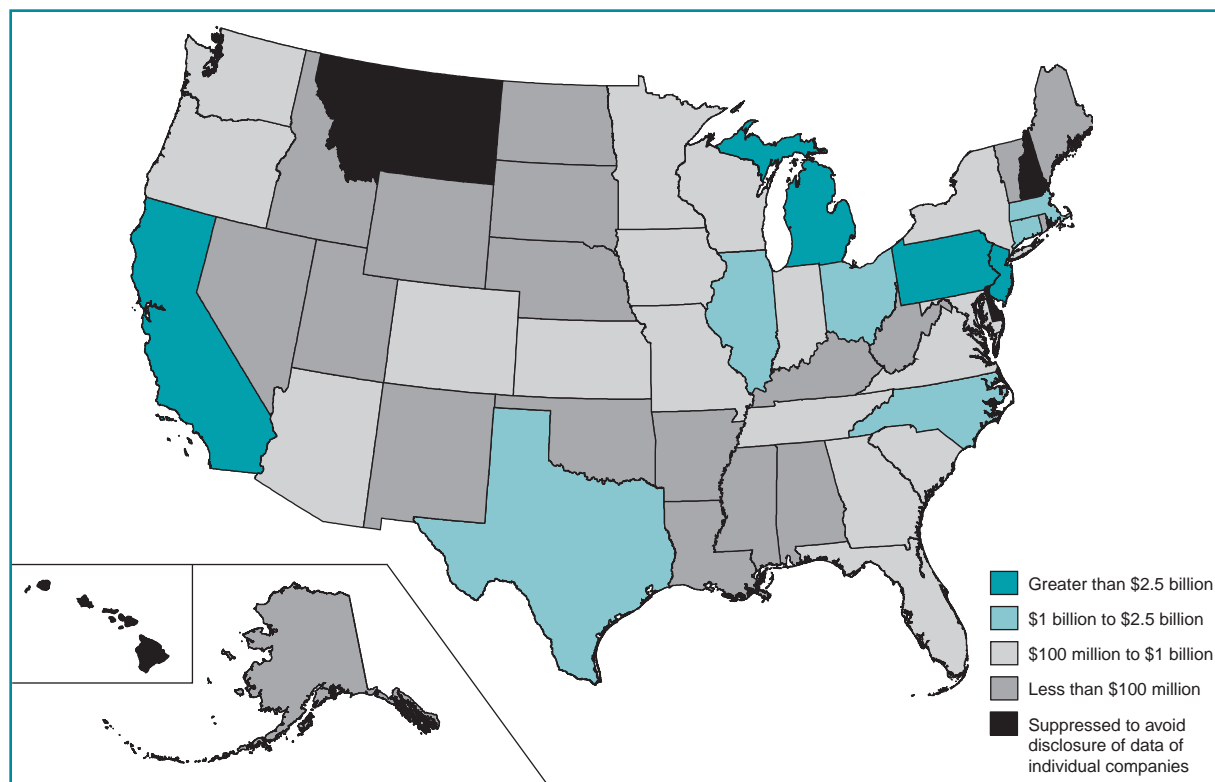 Greater than $2.5 billion
$1 billion to $2.5 billion
$100 million to $1 billion
Less than $100 million
Suppressed to avoid
disclosure of data of
individual companies